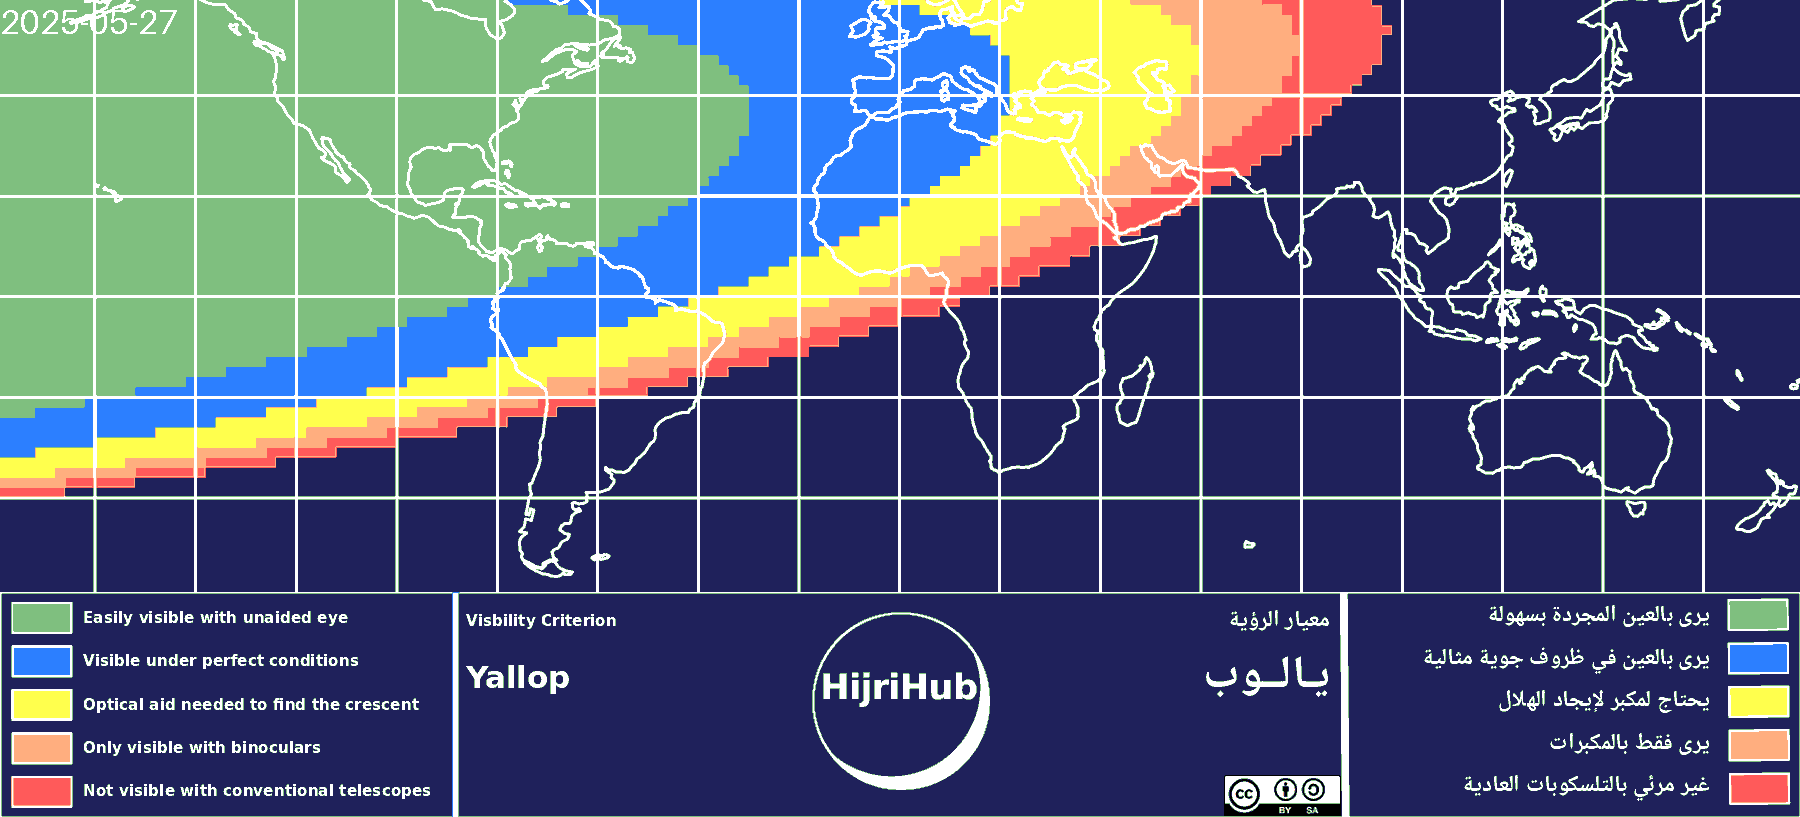 2025-05-27
Easily visible with unaided eye
Visible under perfect conditions
Optical aid needed to find the crescent
Only visible with binoculars
Not visible with conventional telescopes
Visbility Criterion
Yallop
HijriHub
معيار الرؤية
يـالـوب
cc
BY SA
يرى بالعين المجردة بسهولة
يرى بالعين في ظروف جوية مثالية
يحتاج لمكبر لإيجاد الهلال
يرى فقط بالمكبرات
غير مرئي بالتلسكوبات العادية